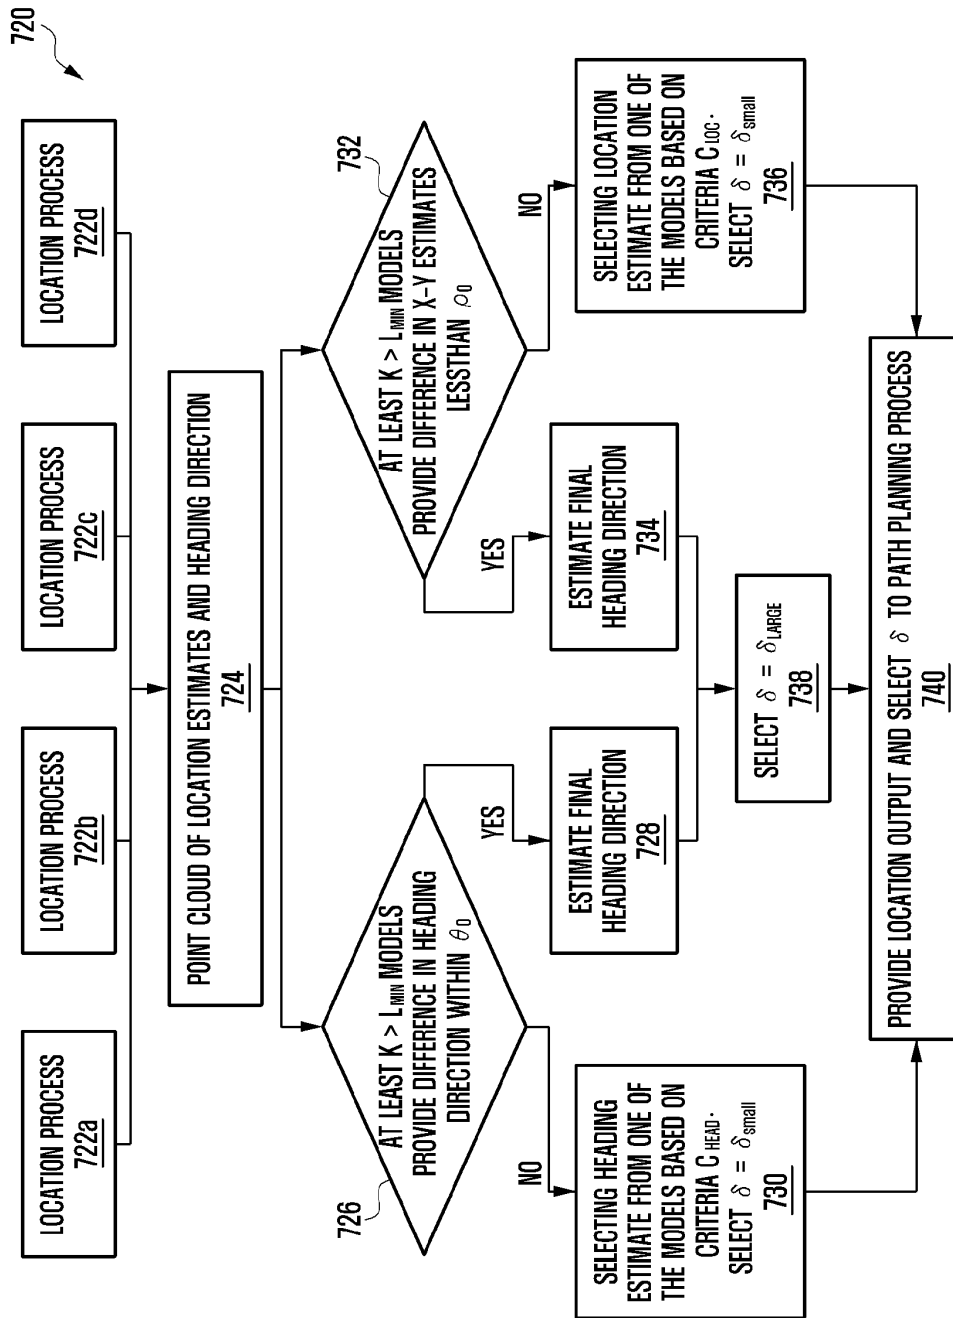 720
LOCATION PROCESS
722a
LOCATION PROCESS
722b
LOCATION PROCESS
722c
LOCATION PROCESS
722d
POINT CLOUD OF LOCATION ESTIMATES AND HEADING DIRECTION
724
726
AT LEAST K > LMIN MODELS
PROVIDE DIFFERENCE IN HEADING
DIRECTION WITHIN θ0
732
AT LEAST K > LMIN MODELS
PROVIDE DIFFERENCE IN X-Y ESTIMATES
LESSTHAN ρ0
NO
YES
YES
NO
SELECTING HEADING
ESTIMATE FROM ONE OF
THE MODELS BASED ON
CRITERIA CHEAD.
SELECT δ = δsmall
730
ESTIMATE FINAL
HEADING DIRECTION
728
ESTIMATE FINAL
HEADING DIRECTION
734
SELECTING LOCATION
ESTIMATE FROM ONE OF
THE MODELS BASED ON
CRITERIA CLOC.
SELECT δ = δsmall
736
SELECT δ = δLARGE
738
PROVIDE LOCATION OUTPUT AND SELECT δ TO PATH PLANNING PROCESS
740